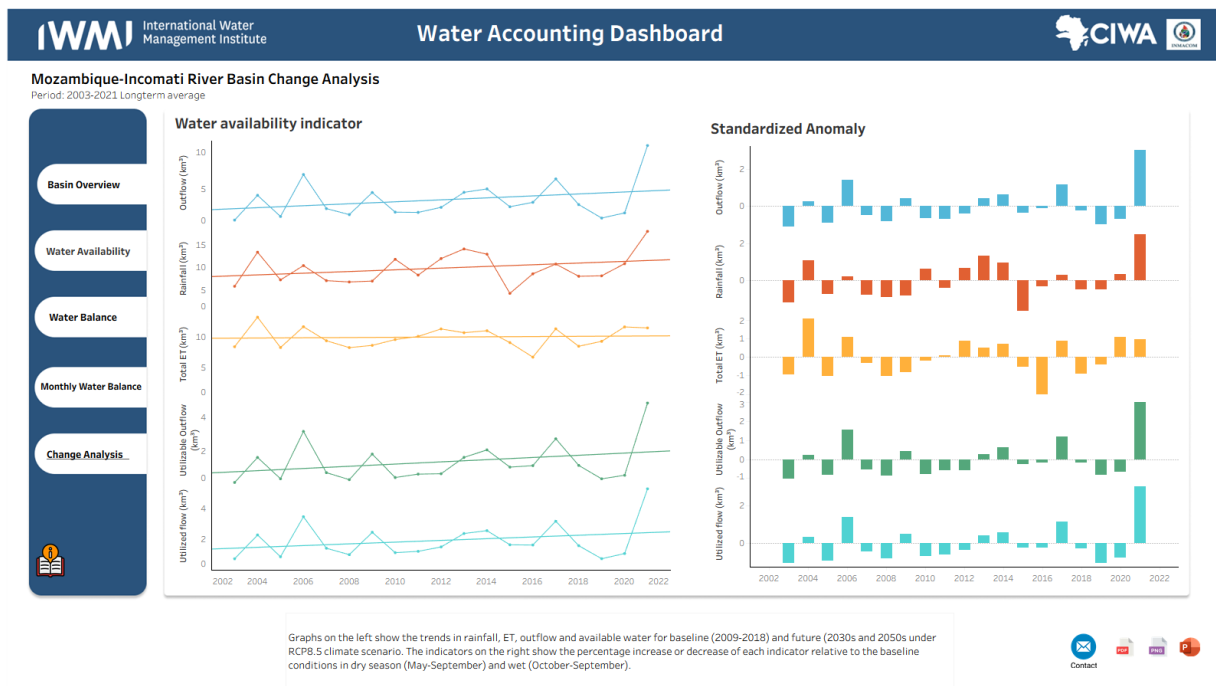 IWMI
International Water
Management Institute
Water Accounting Dashboard
CIWA
INMACOM
Mozambique-Incomati River Basin Change Analysis
Period: 2003-2021 Longterm average
Basin Overview
Water Availability
Water Balance
Monthly Water Balance
Change Analysis
Water availability indicator
Outflow (km³)
10
5
0
Rainfall (km³)
15
10
5
0
Total ET (km³)
10
5
0
Utilizable Outflow
(km³)
4
2
0
Utilized flow (km³)
4
2
0
2002 2004 2006 2008 2010 2012 2014 2016 2018 2020 2022
Standardized Anomaly
Outflow (km³)
2
0
Rainfall (km³)
2
0
Total ET (km³)
2
1
0
-1
-2
Utilizable Outflow
(km³)
3
2
1
0
-1
Utilized flow (km³)
2
0
2002 2004 2006 2008 2010 2012 2014 2016 2018 2020 2022
Graphs on the left show the trends in rainfall, ET, outflow and available water for baseline (2009-2018) and future (2030s and 2050s under
RCP8.5 climate scenario. The indicators on the right show the percentage increase or decrease of each indicator relative to the baseline
conditions in dry season (May-September) and wet (October-September).
Contact
PDF
PNG
P